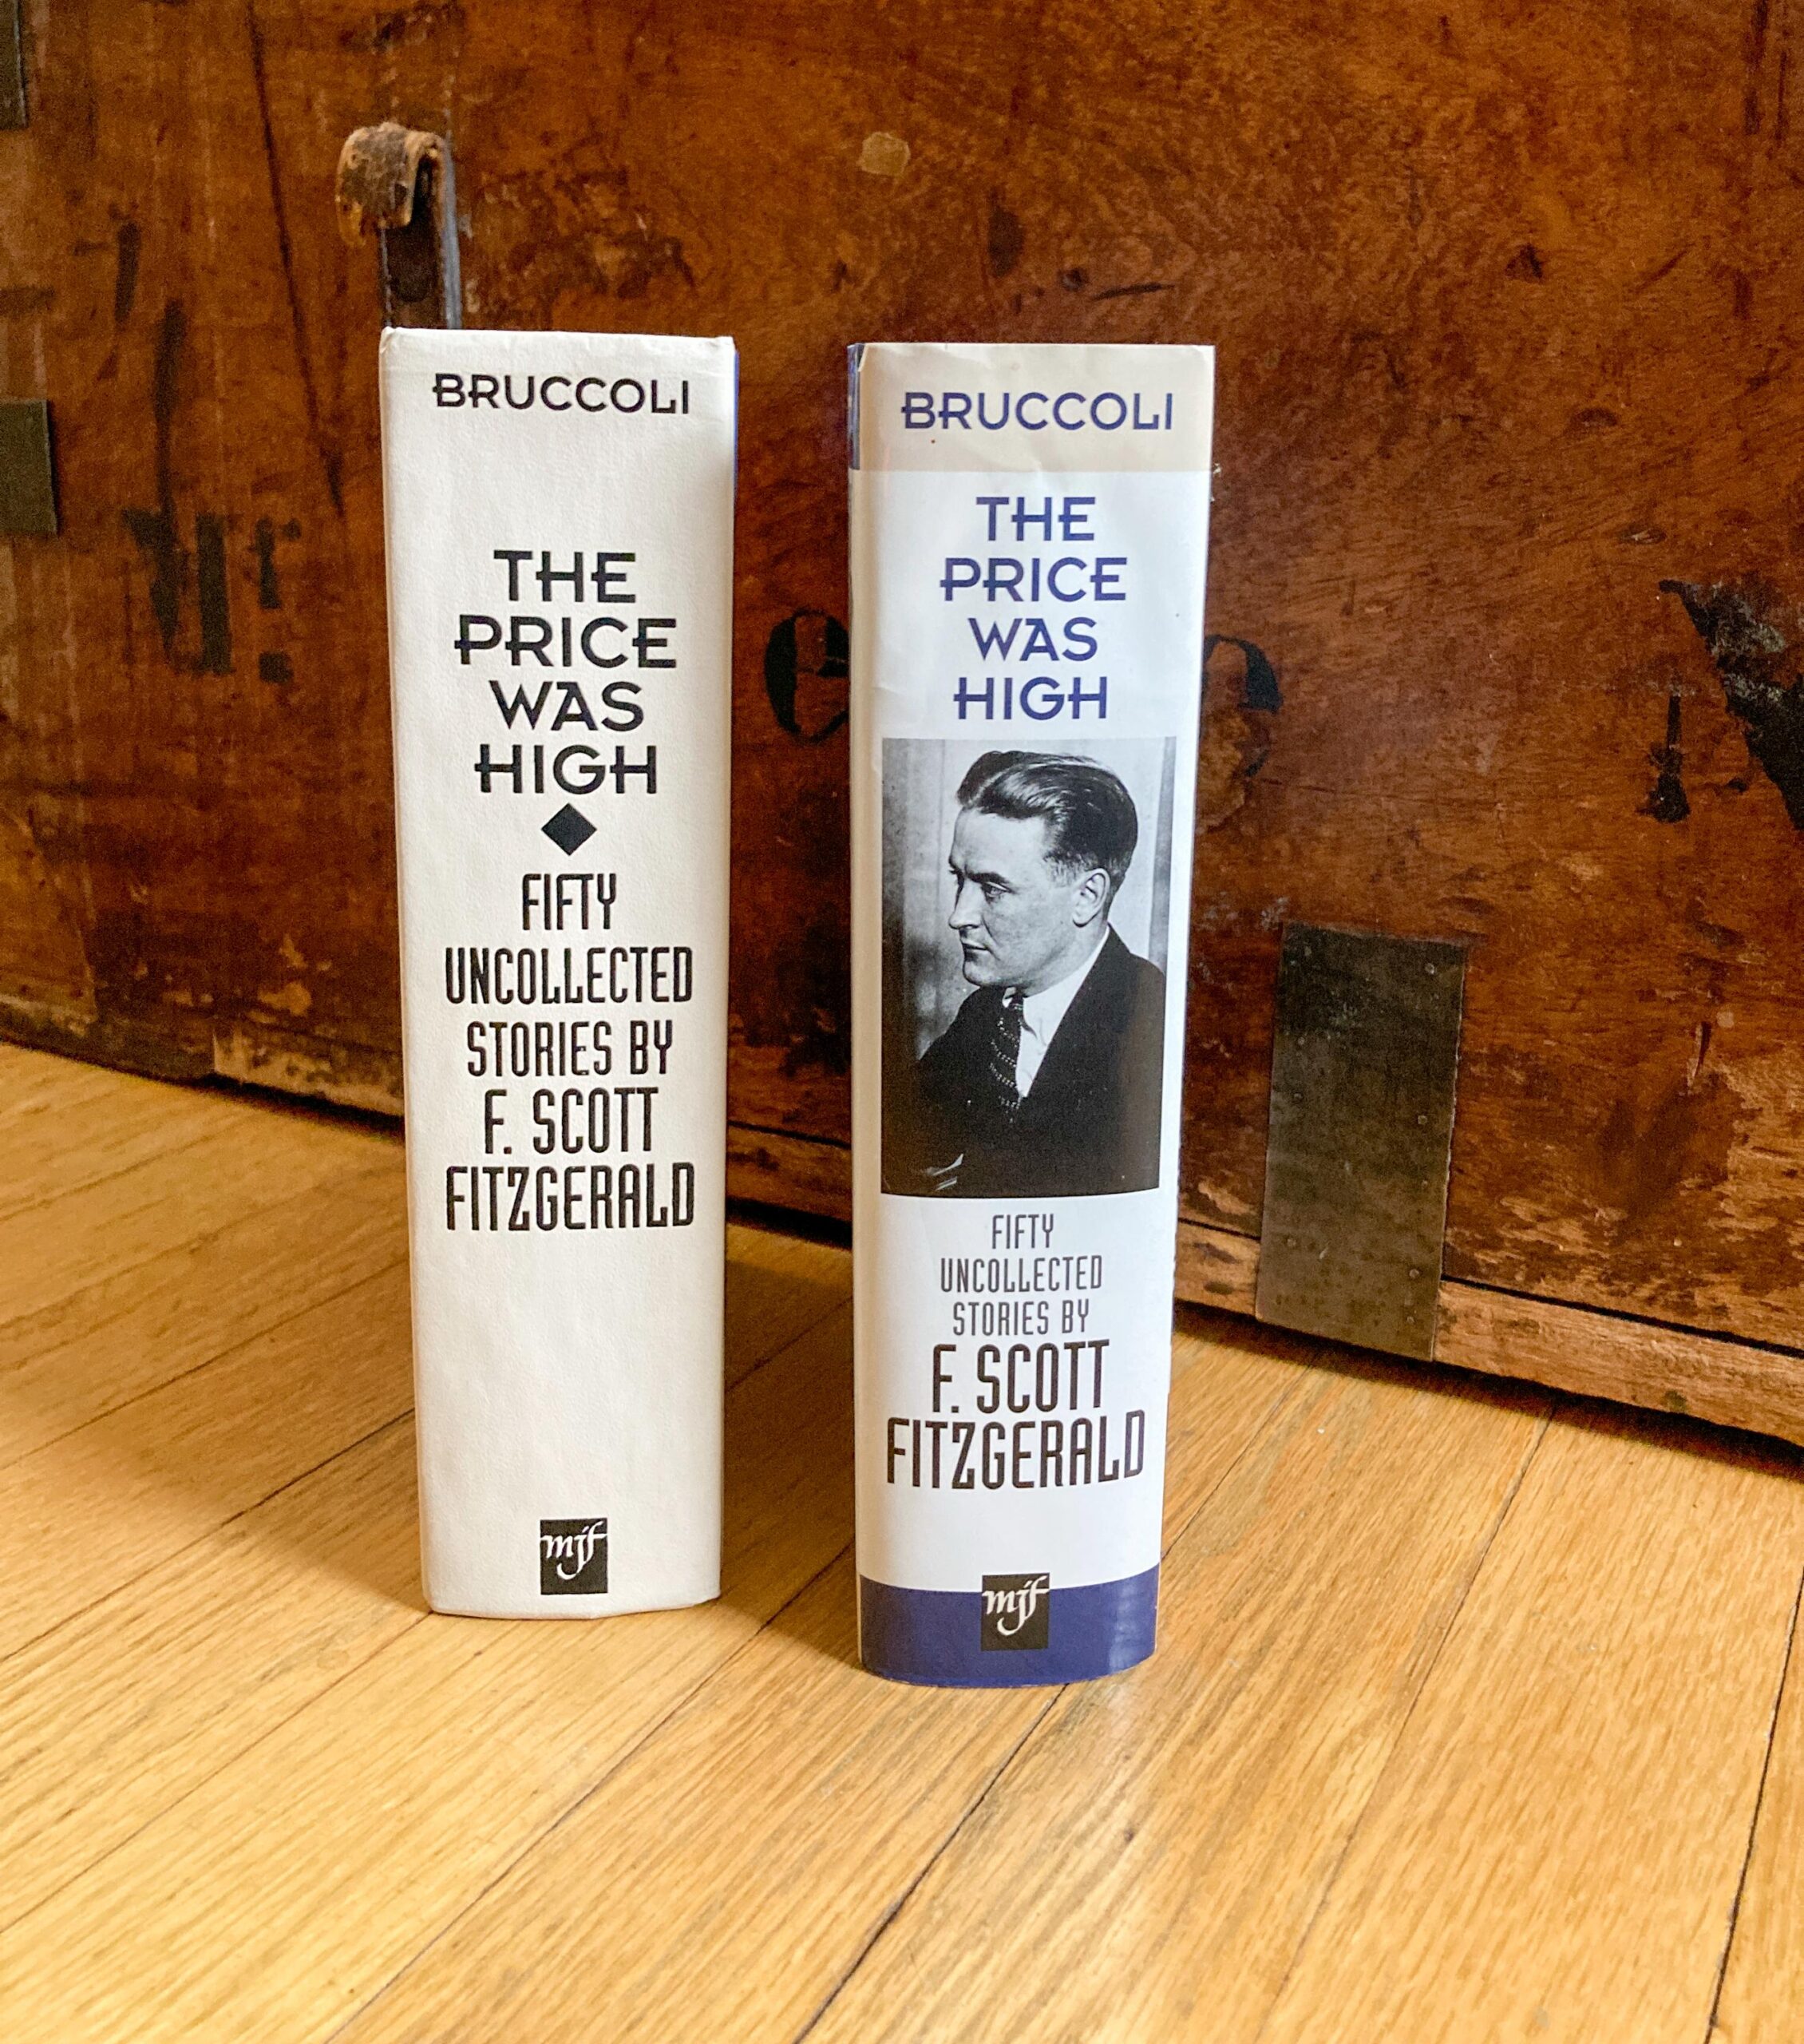 BRUCCOLI
THE
PRICE
WAS
HIGH
FIFTY
UNCOLLECTED
STORIES BY
F. SCOTT
FITZGERALD
mjf
BRUCCOLI
THE
PRICE
WAS
HIGH
FIFTY
UNCOLLECTED
STORIES BY
F. SCOTT
FITZGERALD
mjf